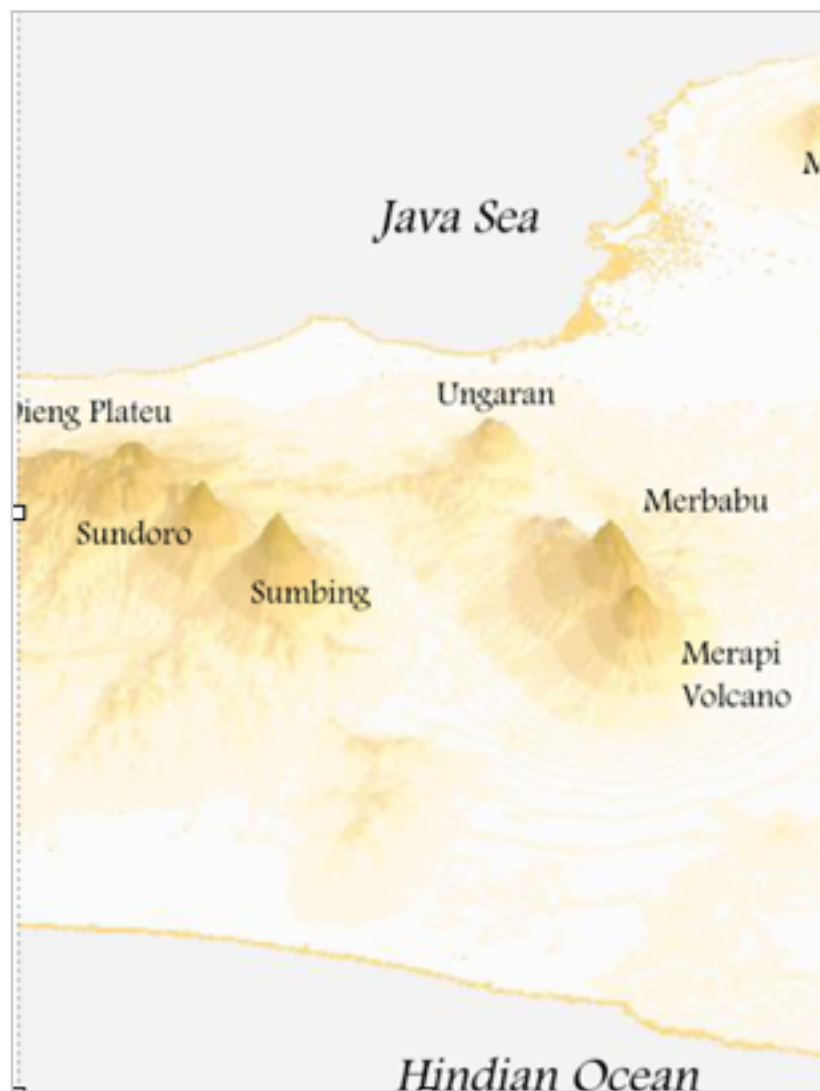 M
Java Sea
Dieng Plateu
Ungaran
Merbabu
Sundoro
Sumbing
Merapi
Volcano
Hindian Ocean